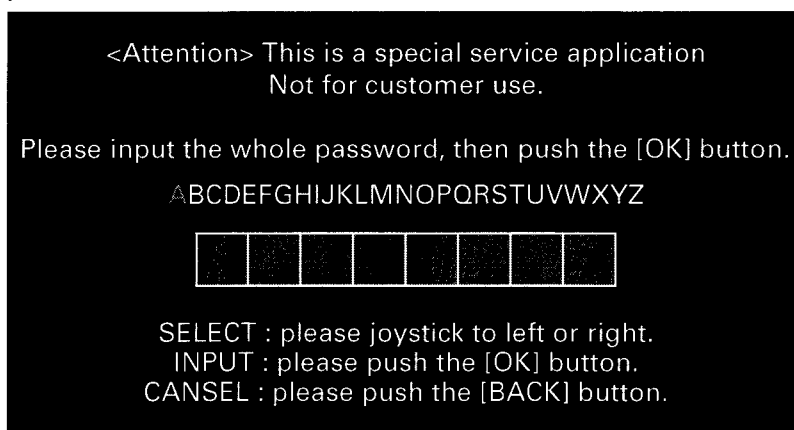 <Attention> This is a special service application
Not for customer use.
Please input the whole password, then push the [OK] button.
ABCDEFGHIJKLMNOPQRSTUVWXYZ
SELECT : please joystick to left or right.
INPUT : please push the [OK] button.
CANSEL : please push the [BACK] button.